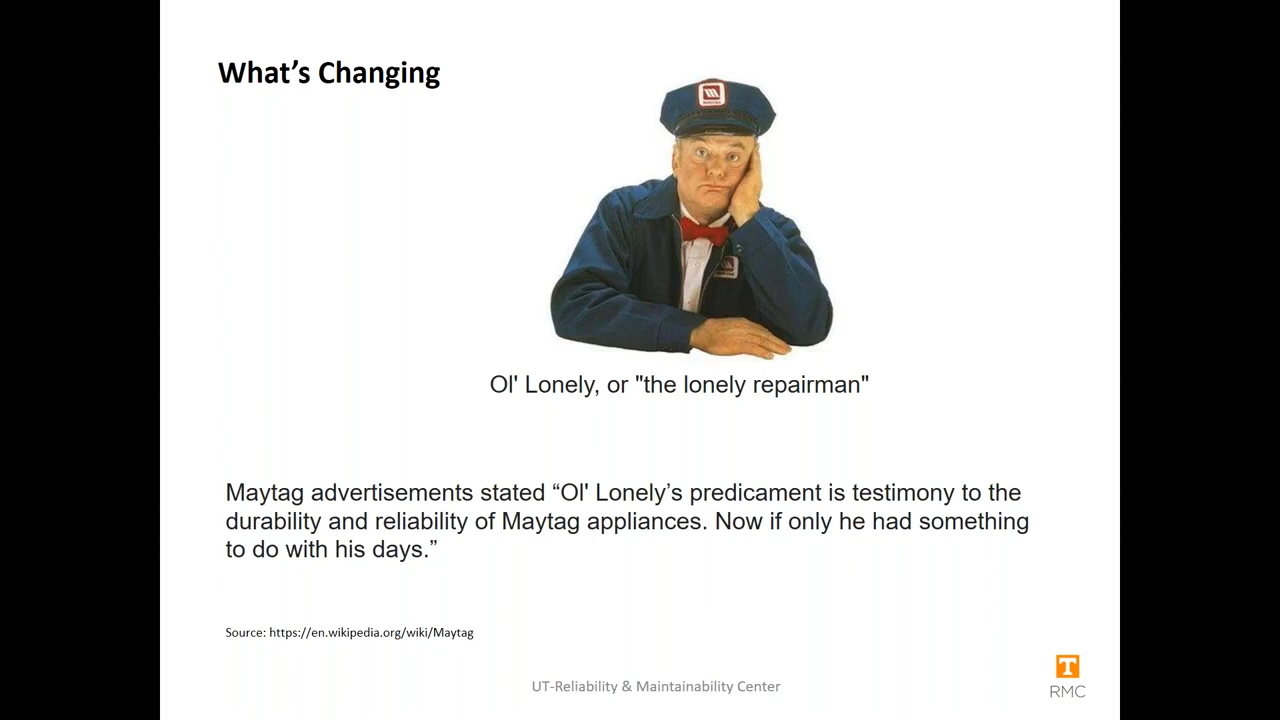 What’s Changing
Ol' Lonely, or "the lonely repairman"
Maytag advertisements stated “Ol' Lonely’s predicament is testimony to the
durability and reliability of Maytag appliances. Now if only he had something
to do with his days.”
Source: https://en.wikipedia.org/wiki/Maytag
UT-Reliability & Maintainability Center
T
RMC